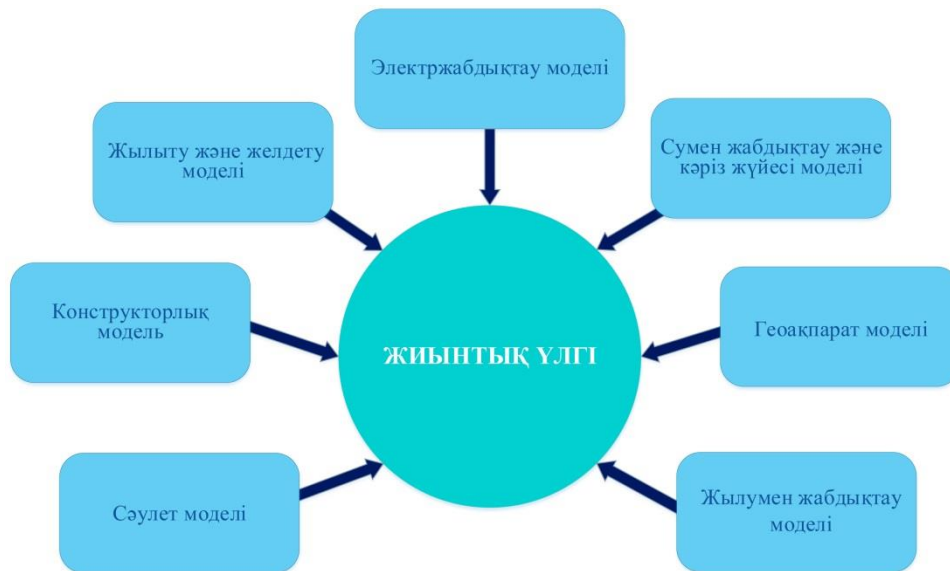 Электржабдықтау моделі
Жылыту және желдету
моделі
Сумен жабдықтау және
кәріз жүйесі моделі
Конструкторлық
модель
ЖИЫНТЫҚ ҮЛГІ
Геоақпарат моделі
Сәулет моделі
Жылумен жабдықтау
моделі